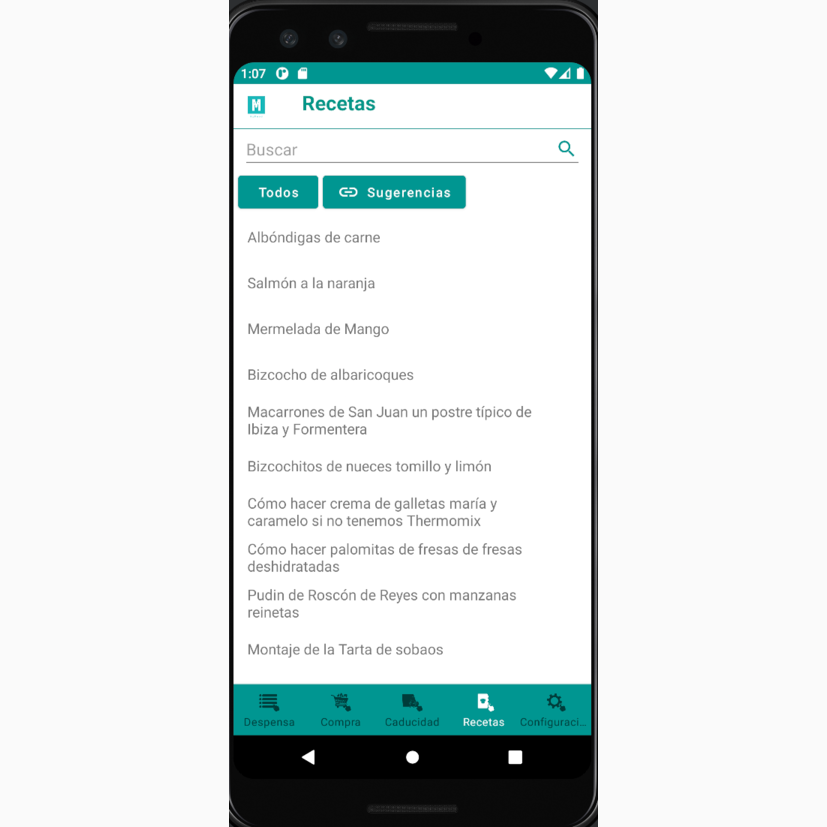 1:07
M
Recetas
Buscar
Todos
Sugerencias
Albóndigas de carne
Salmón a la naranja
Mermelada de Mango
Bizcocho de albaricoques
Macarrones de San Juan un postre típico de
Ibiza y Formentera
Bizcochitos de nueces tomillo y limón
Cómo hacer crema de galletas maría y
caramelo si no tenemos Thermomix
Cómo hacer palomitas de fresas de fresas
deshidratadas
Pudin de Roscón de Reyes con manzanas
reinetas
Montaje de la Tarta de sobaos
Despensa
Compra
Caducidad
Recetas
Configuraci...